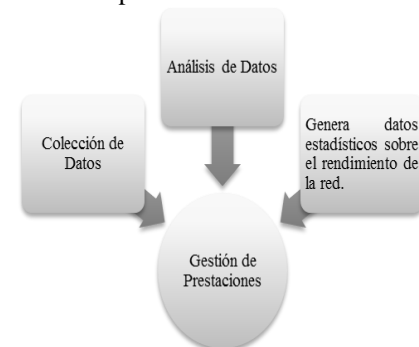 Análisis de Datos
Colección de
Datos
Genera datos
estadísticos sobre
el rendimiento de
la red.
Gestión de
Prestaciones